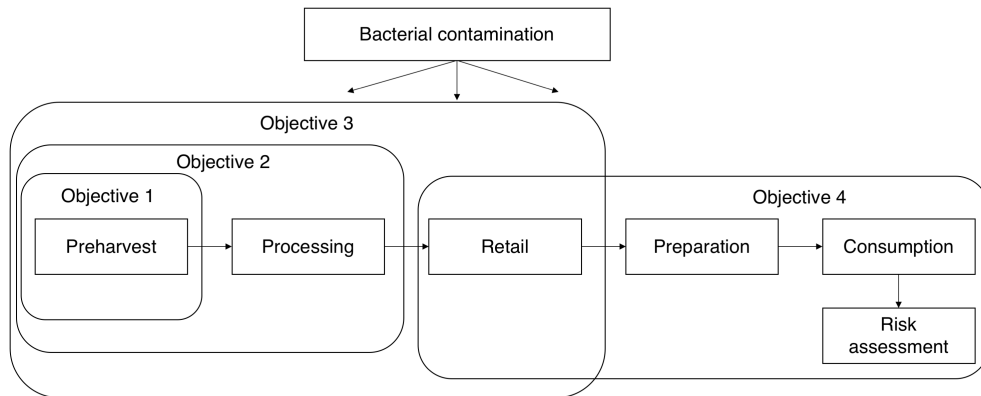 Bacterial contamination
Objective 3
Objective 2
Objective 1
Objective 4
Preharvest
Processing
Retail
Preparation
Consumption
Risk
assessment